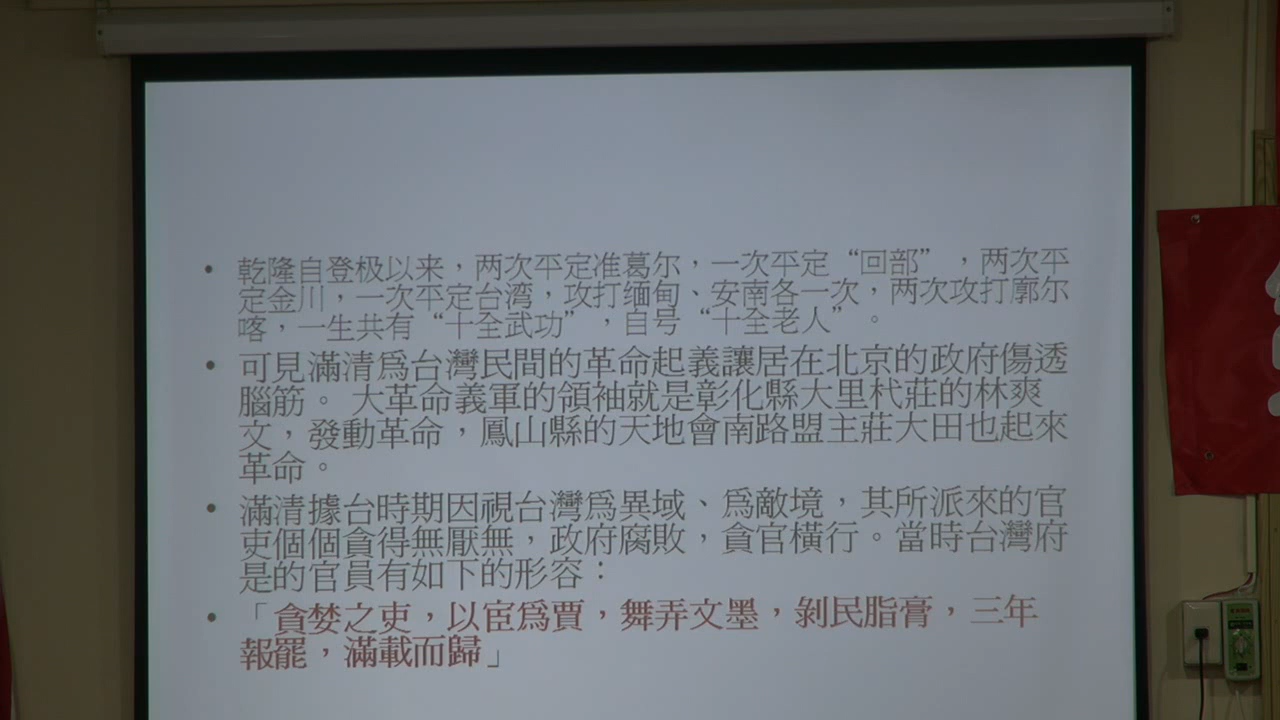 • 乾隆自登极以来，两次平定准葛尔，一次平定“回部”，两次平
定金川，一次平定台湾，攻打缅甸、安南各一次，两次攻打廓尔
喀，一生共有“十全武功”，自号“十全老人”。
• 可見滿清為台灣民間的革命起義讓居在北京的政府傷透
腦筋。 大革命義軍的領袖就是彰化縣大里杙莊的林爽
文，發動革命，鳳山縣的天地會南路盟主莊大田也起來
革命。
• 滿清據台時期因視台灣為異域、為敵境，其所派來的官
吏個個貪得無厭無，政府腐敗，貪官橫行。當時台灣府
是的官員有如下的形容：
• 「貪婪之吏，以宦為賈，舞弄文墨，剝民脂膏，三年
報罷，滿載而歸」